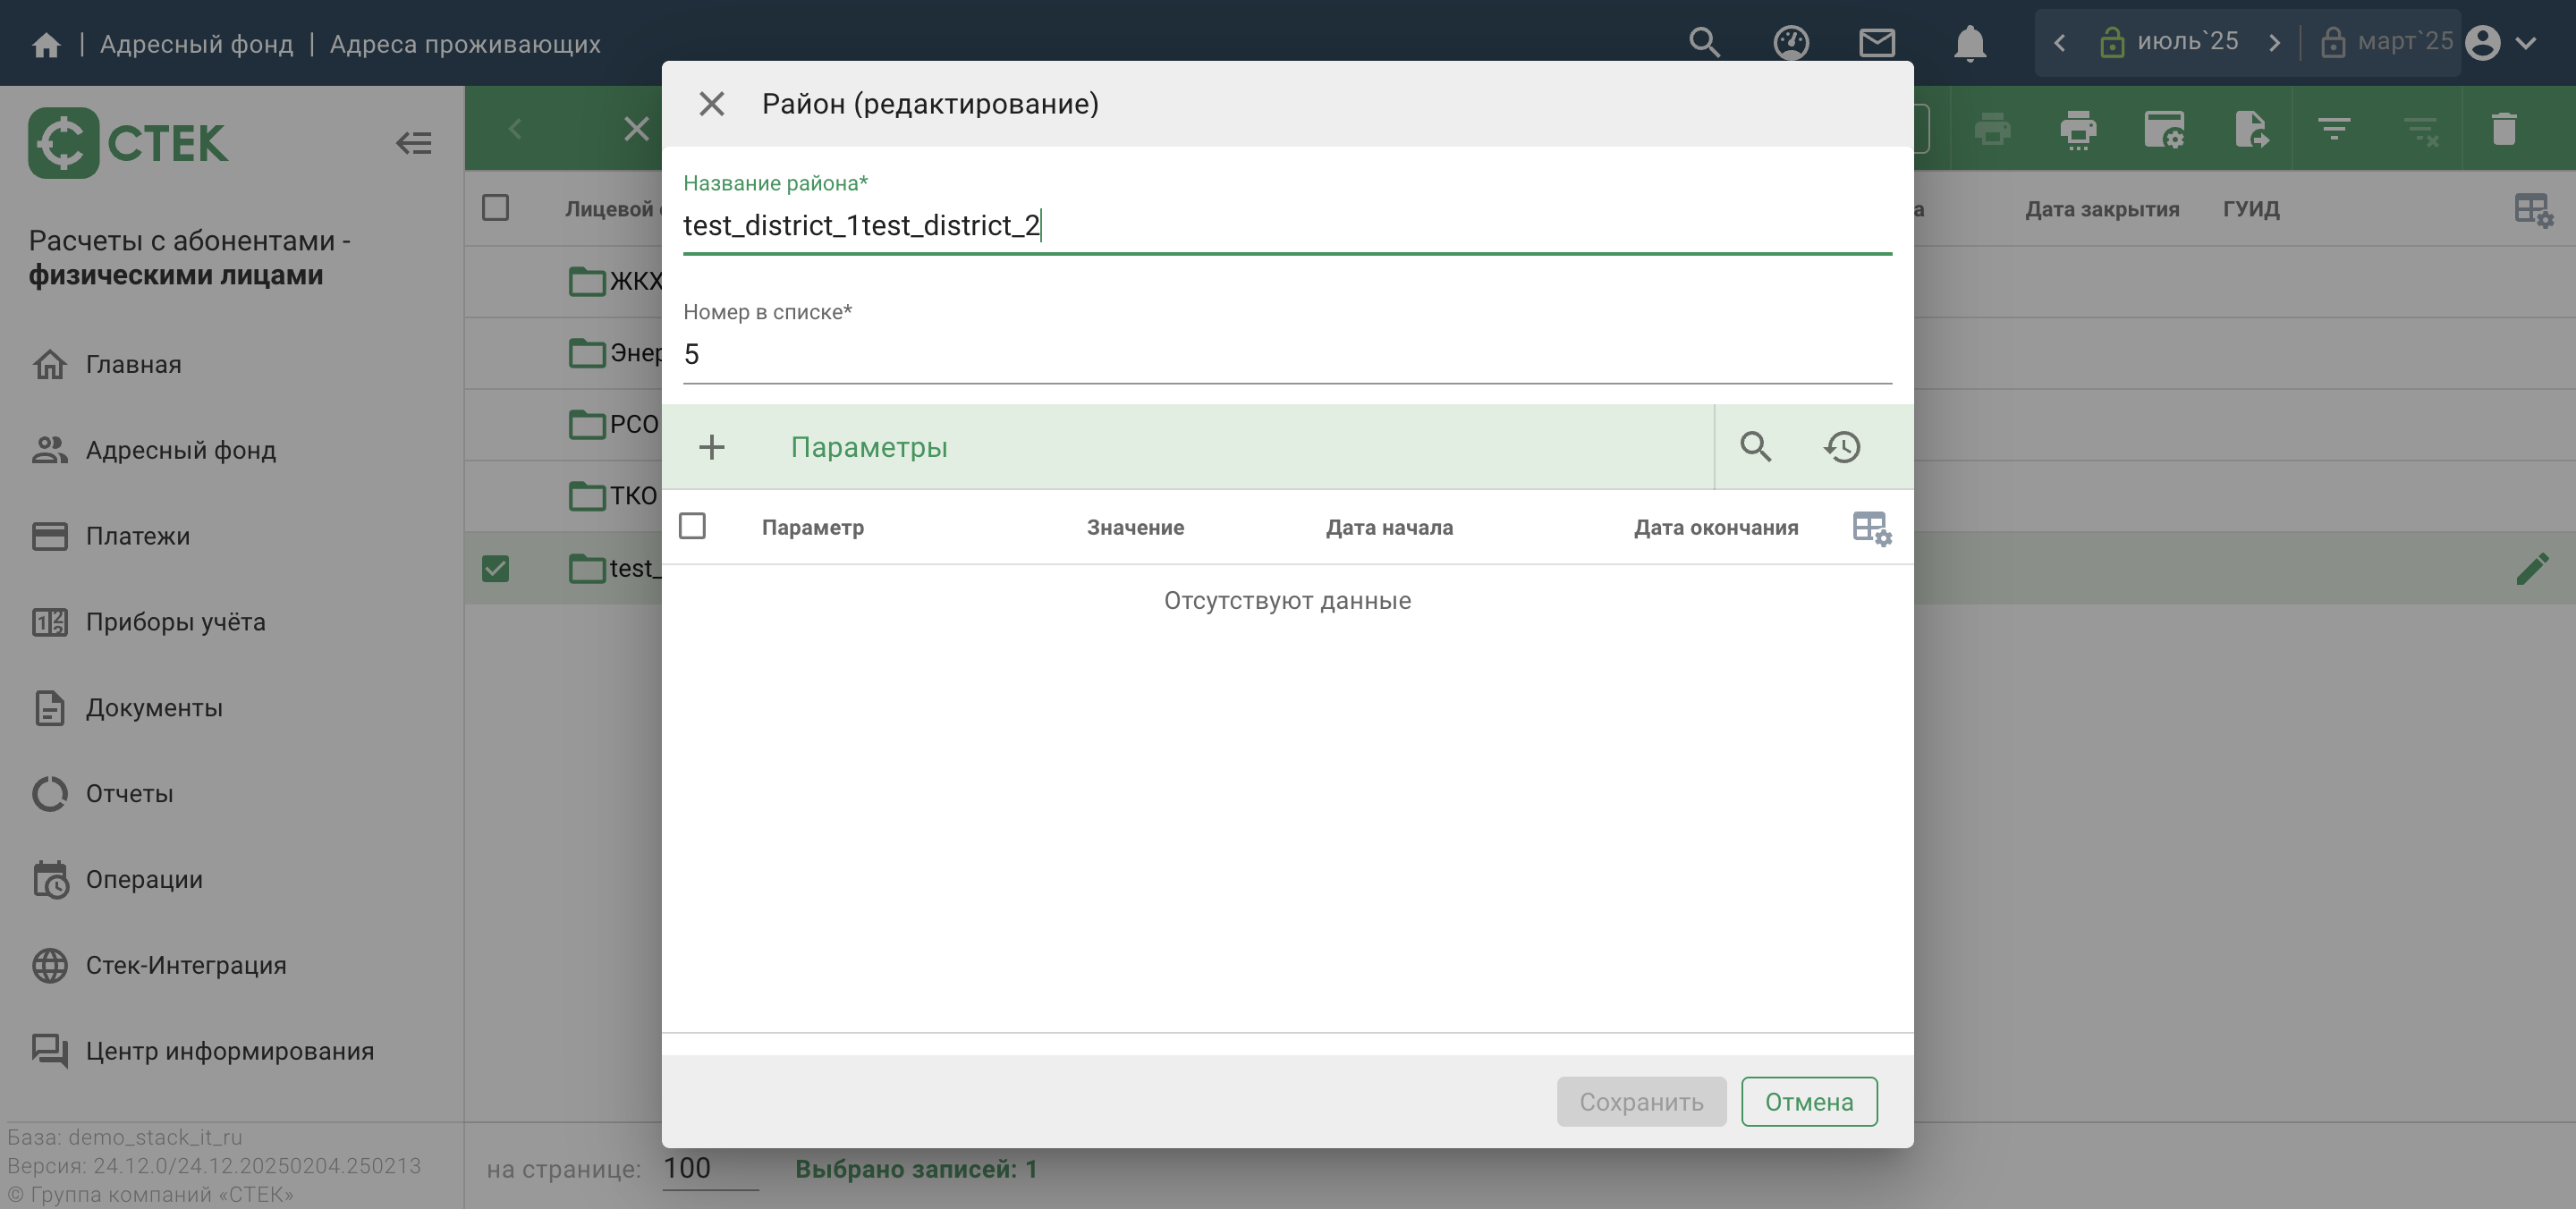 | Адресный фонд | Адреса проживающих
июль`25 | март`25
СТЕК
Расчеты с абонентами -
физическими лицами
Главная
Адресный фонд
Платежи
Приборы учёта
Документы
Отчеты
Операции
Стек-Интеграция
Центр информирования
База: demo_stack_it_ru
Версия: 24.12.0/24.12.20250204.250213
© Группа компаний «СТЕК»
Лицевой
Дата закрытия
ГУИД
ЖКХ
Энер
РСО
ТКО
test_
Район (редактирование)
Название района*
test_district_1test_district_2
Номер в списке*
5
Параметры
Параметр Значение Дата начала Дата окончания
Отсутствуют данные
Сохранить Отмена
на странице: 100 Выбрано записей: 1